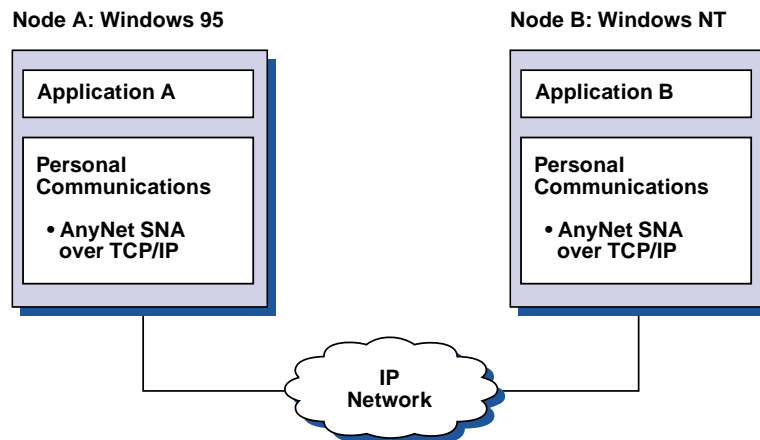 Node A: Windows 95
Application A
Personal
Communications
• AnyNet SNA
over TCP/IP
Node B: Windows NT
Application B
Personal
Communications
• AnyNet SNA
over TCP/IP
IP
Network